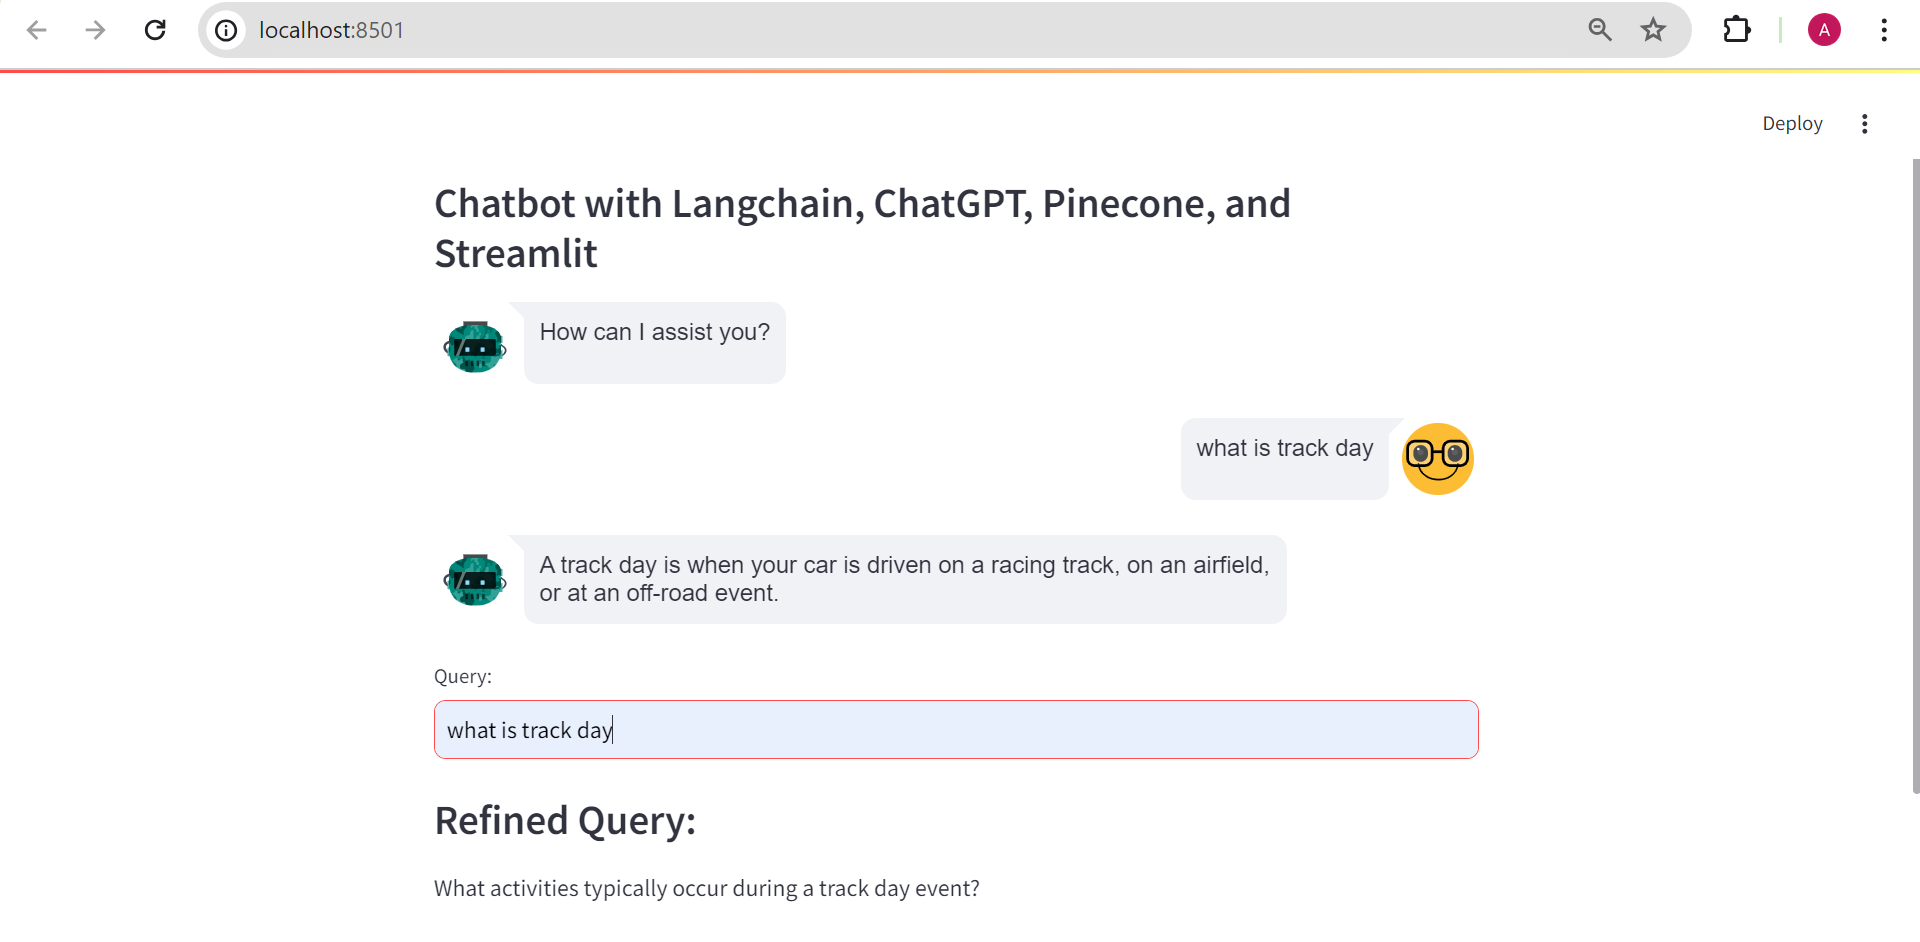 localhost:8501
A
Deploy
Chatbot with Langchain, ChatGPT, Pinecone, and
Streamlit
How can I assist you?
what is track day
A track day is when your car is driven on a racing track, on an airfield,
or at an off-road event.
Query:
what is track day
Refined Query:
What activities typically occur during a track day event?